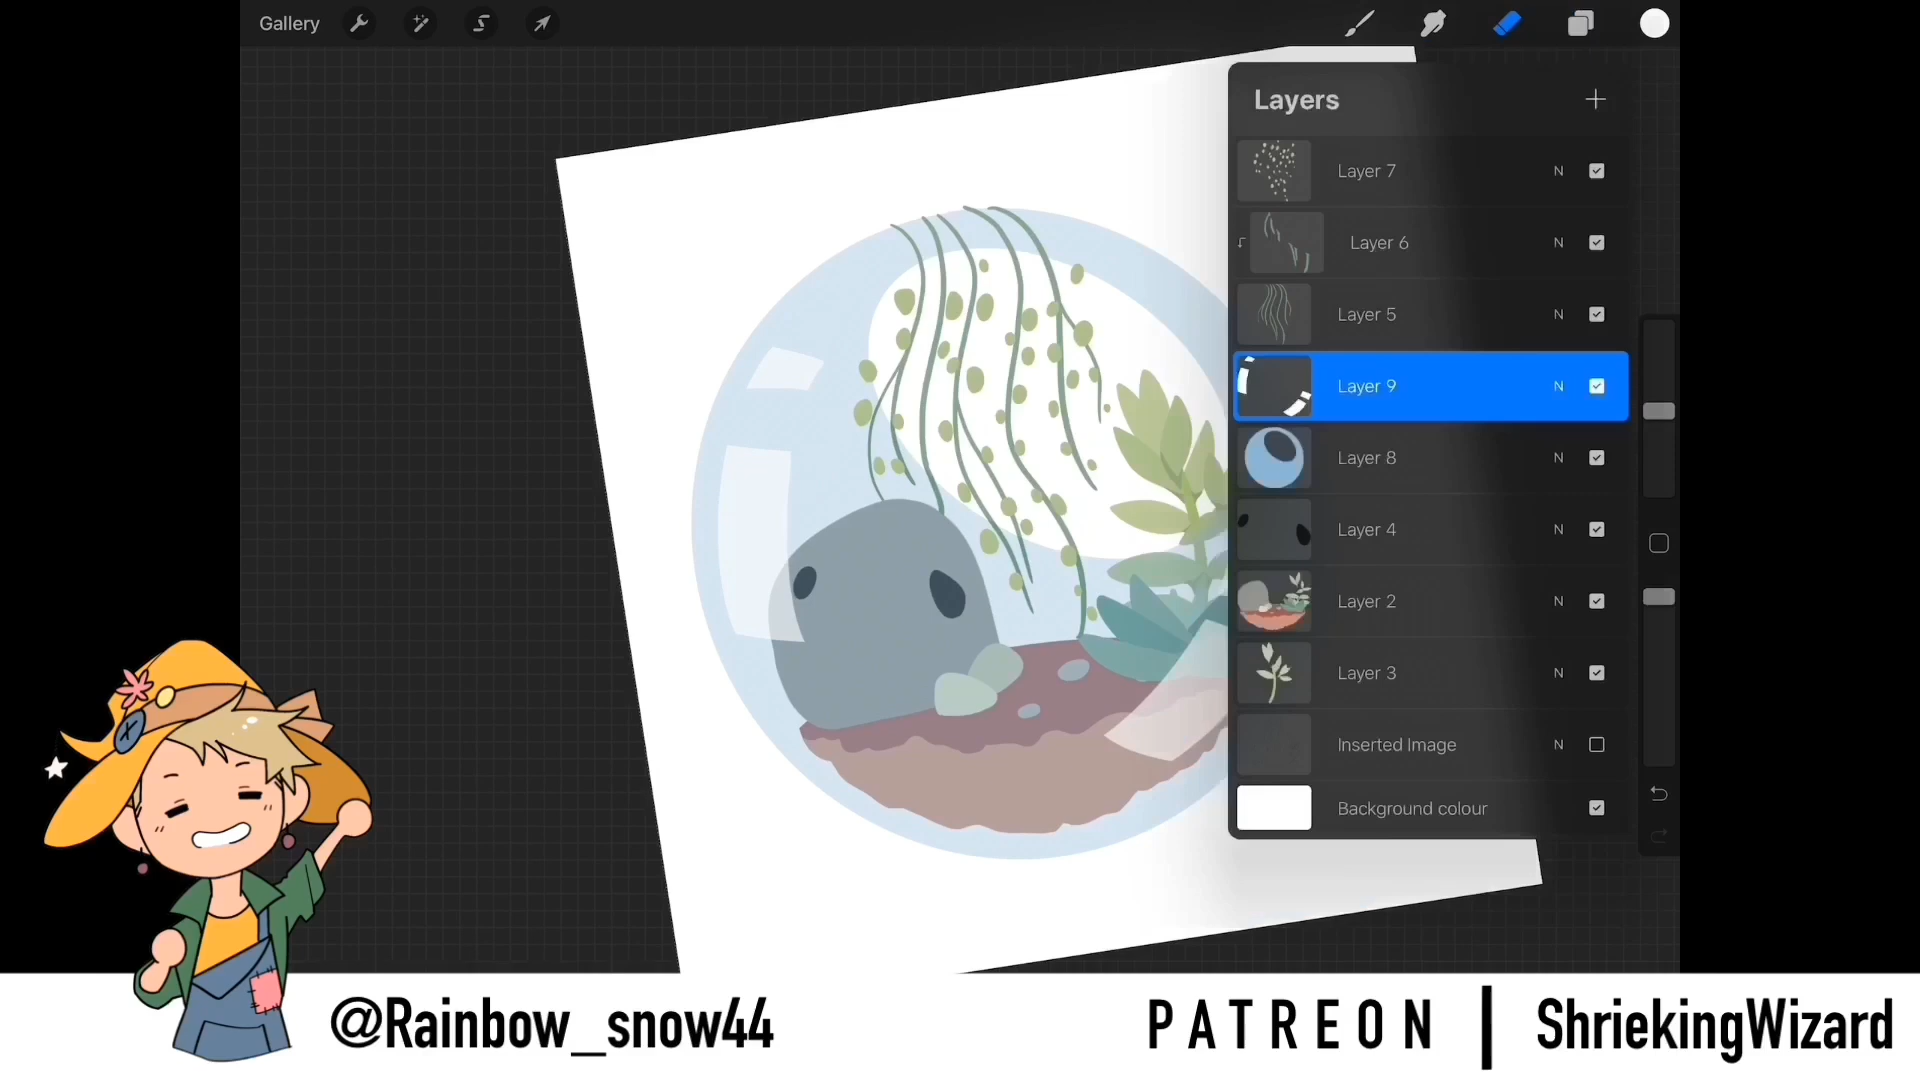 Gallery
Layers
Layer 7 N
Layer 6 N
Layer 5 N
Layer 9 N
Layer 8 N
Layer 4 N
Layer 2 N
Layer 3 N
Inserted Image N
Background colour
@Rainbow_snow44
PATREON | ShriekingWizard